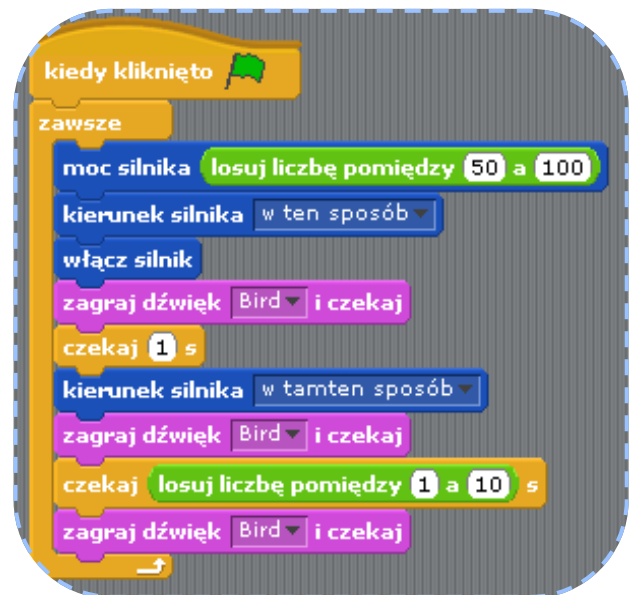 kiedy kliknięto
zawsze
moc silnika losuj liczbę pomiędzy 50 a 100
kierunek silnika w ten sposób
włącz silnik
zagraj dźwięk Bird i czekaj
czekaj 1 s
kierunek silnika w tamten sposób
zagraj dźwięk Bird i czekaj
czekaj losuj liczbę pomiędzy 1 a 10 s
zagraj dźwięk Bird i czekaj